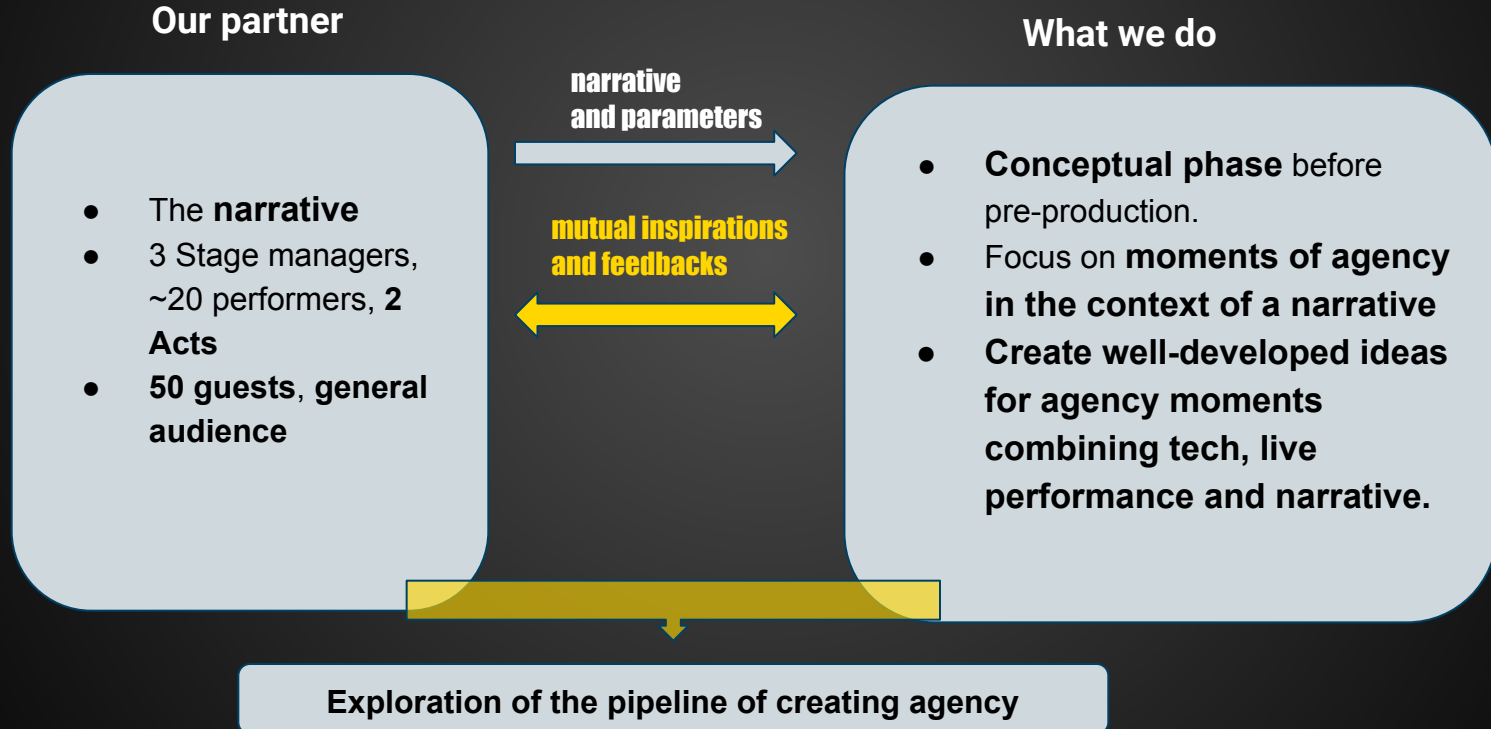 Our partner
What we do
narrative
and parameters
mutual inspirations
and feedbacks
● The narrative
● 3 Stage managers,
~20 performers, 2
Acts
● 50 guests, general
audience
● Conceptual phase before
pre-production.
● Focus on moments of agency
in the context of a narrative
● Create well-developed ideas
for agency moments
combining tech, live
performance and narrative.
Exploration of the pipeline of creating agency